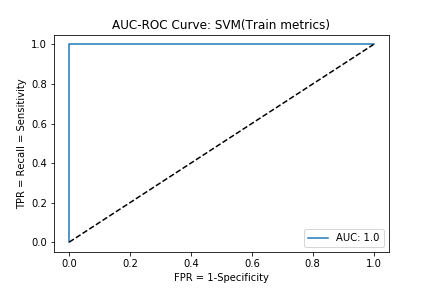 AUC-ROC Curve: SVM(Train metrics)
TPR = Recall = Sensitivity
1.0
0.8
0.6
0.4
0.2
0.0
0.0 0.2 0.4 0.6 0.8 1.0
FPR = 1-Specificity
AUC: 1.0